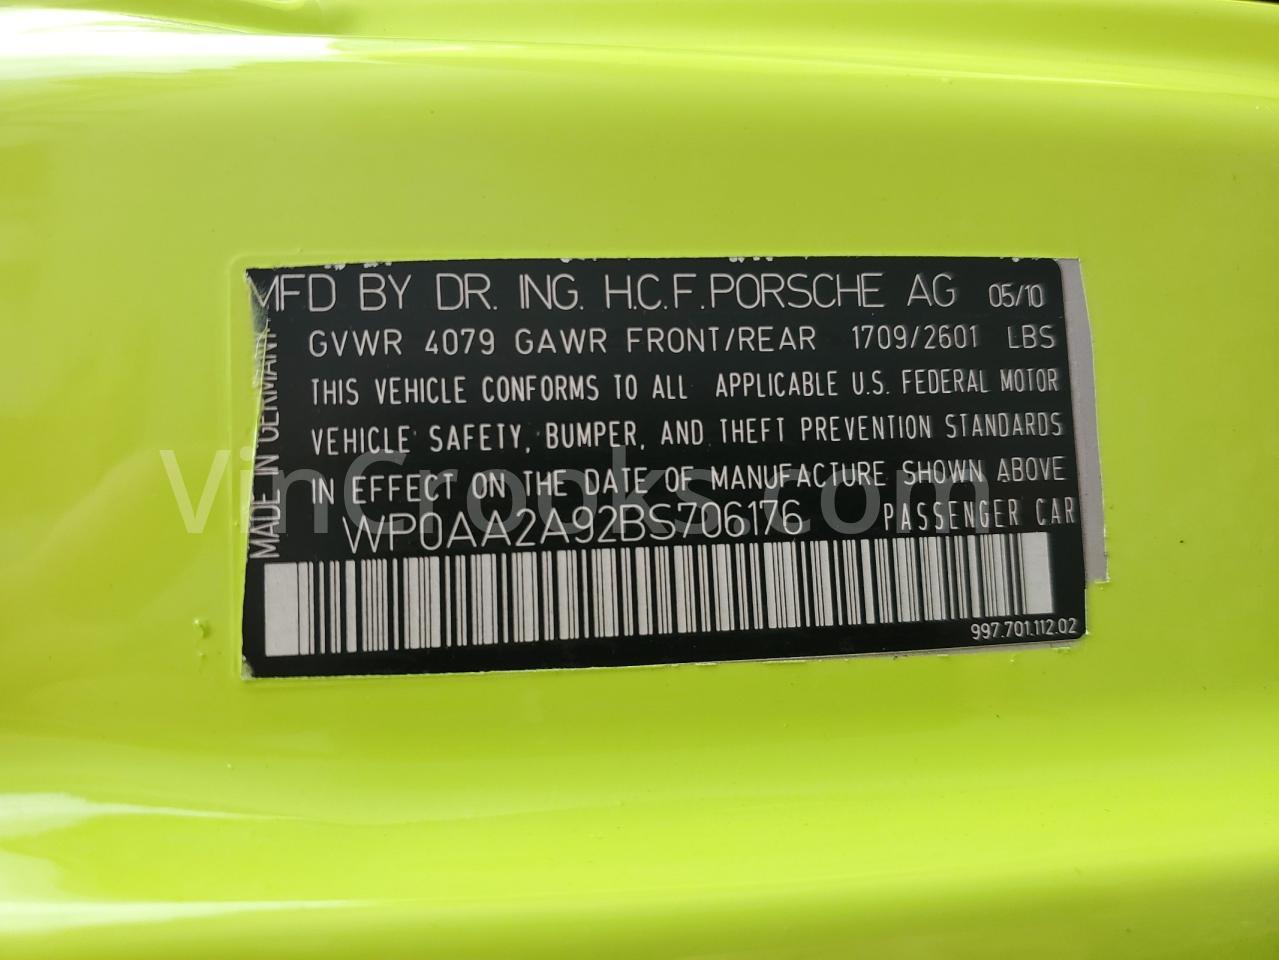 MFD BY DR. ING. H.C.F.PORSCHE AG 05/10
GVWR 4079 GAWR FRONT/REAR 1709/2601 LBS
THIS VEHICLE CONFORMS TO ALL APPLICABLE U.S. FEDERAL MOTOR
VEHICLE SAFETY, BUMPER, AND THEFT PREVENTION STANDARDS
IN EFFECT ON THE DATE OF MANUFACTURE SHOWN ABOVE
WP0AA2A92BS706176 PASSENGER CAR
997.701.112.02
MADE IN GERMANY
VinCrooks.com